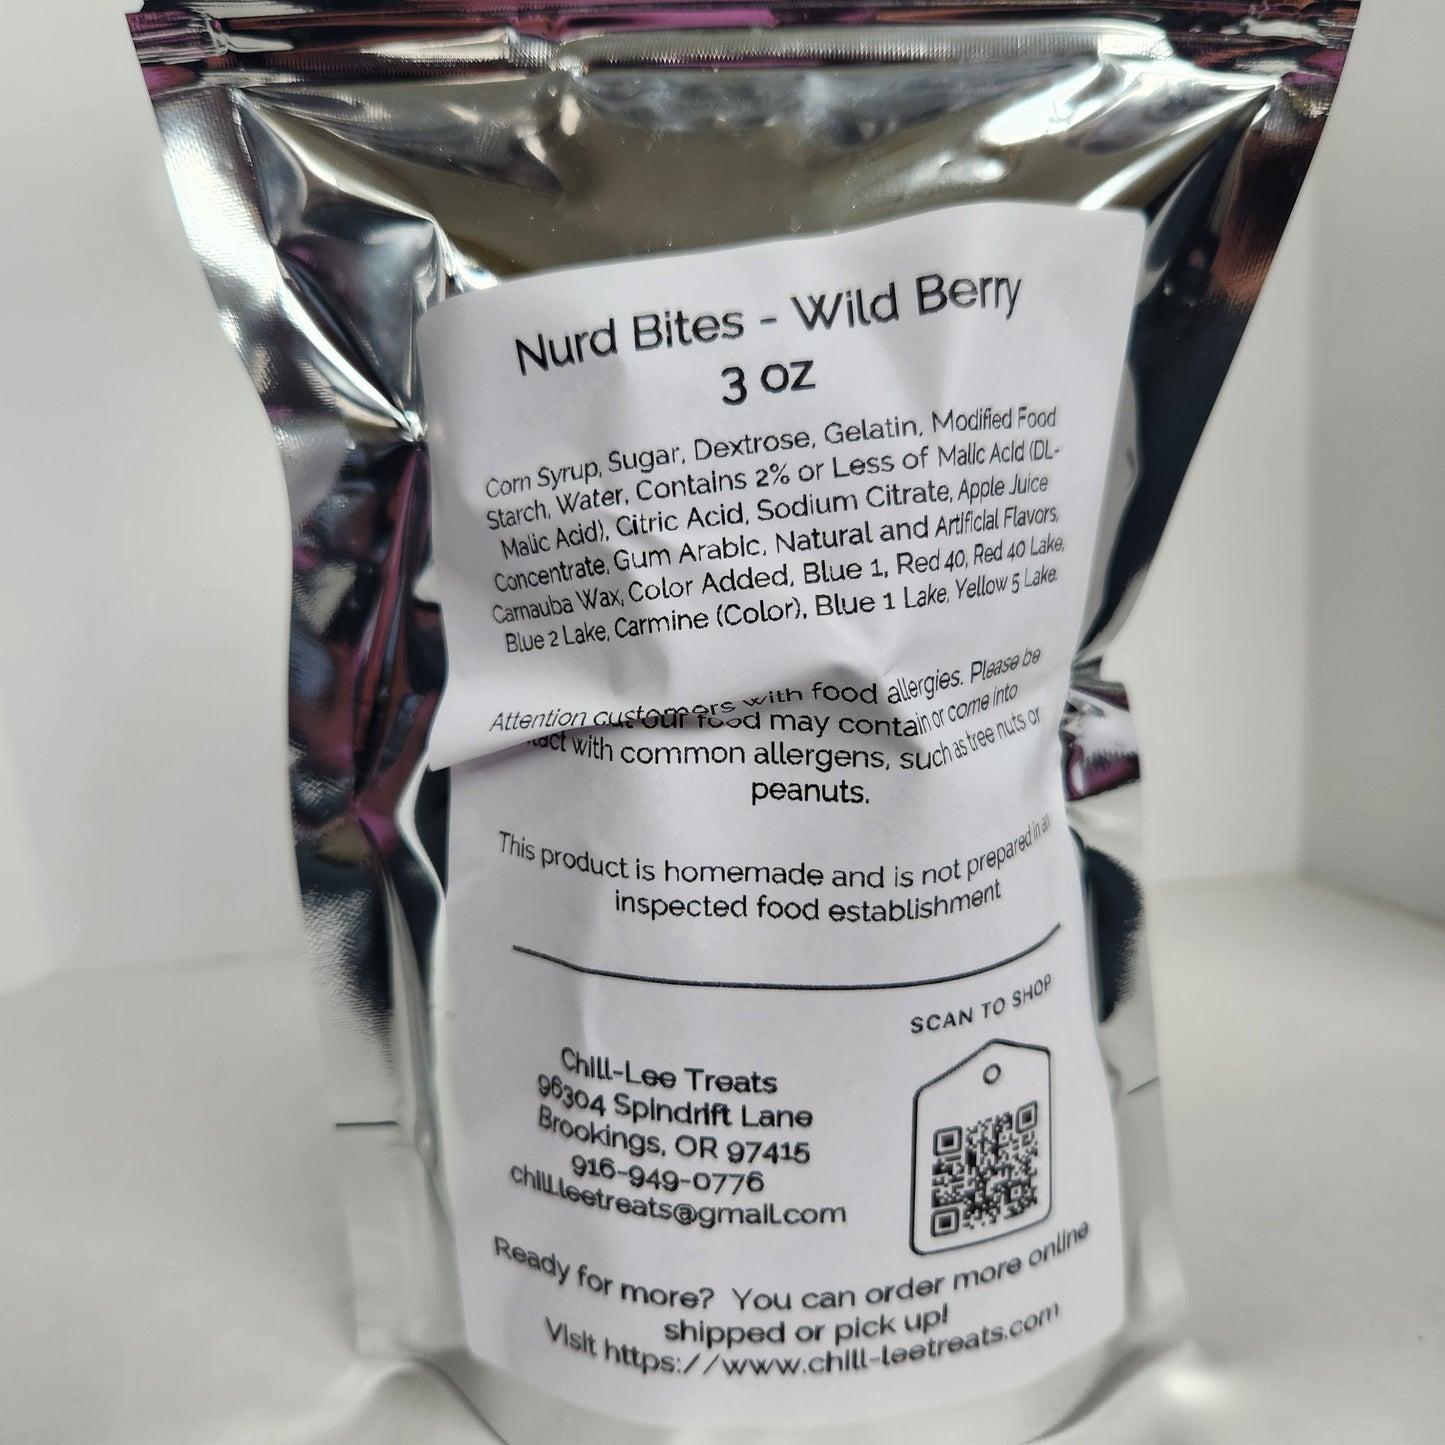 Nurd Bites - Wild Berry
3 oz
Corn Syrup, Sugar, Dextrose, Gelatin, Modified Food
Starch, Water, Contains 2% or Less of Malic Acid (DL-
Malic Acid), Citric Acid, Sodium Citrate, Apple Juice
Concentrate, Gum Arabic, Natural and Artificial Flavors,
Carnauba Wax, Color Added, Blue 1, Red 40, Red 40 Lake,
Blue 2 Lake, Carmine (Color), Blue 1 Lake, Yellow 5 Lake.
Attention customers with food allergies. Please be
our food may contain or come into
with common allergens, such as tree nuts or
peanuts.
This product is homemade and is not prepared in an
inspected food establishment
SCAN TO SHOP
Chill-Lee Treats
96304 Spindrift Lane
Brookings, OR 97415
916-949-0776
chill.leetreats@gmail.com
Ready for more? You can order more online
shipped or pick up!
Visit https://www.chill-leetreats.com